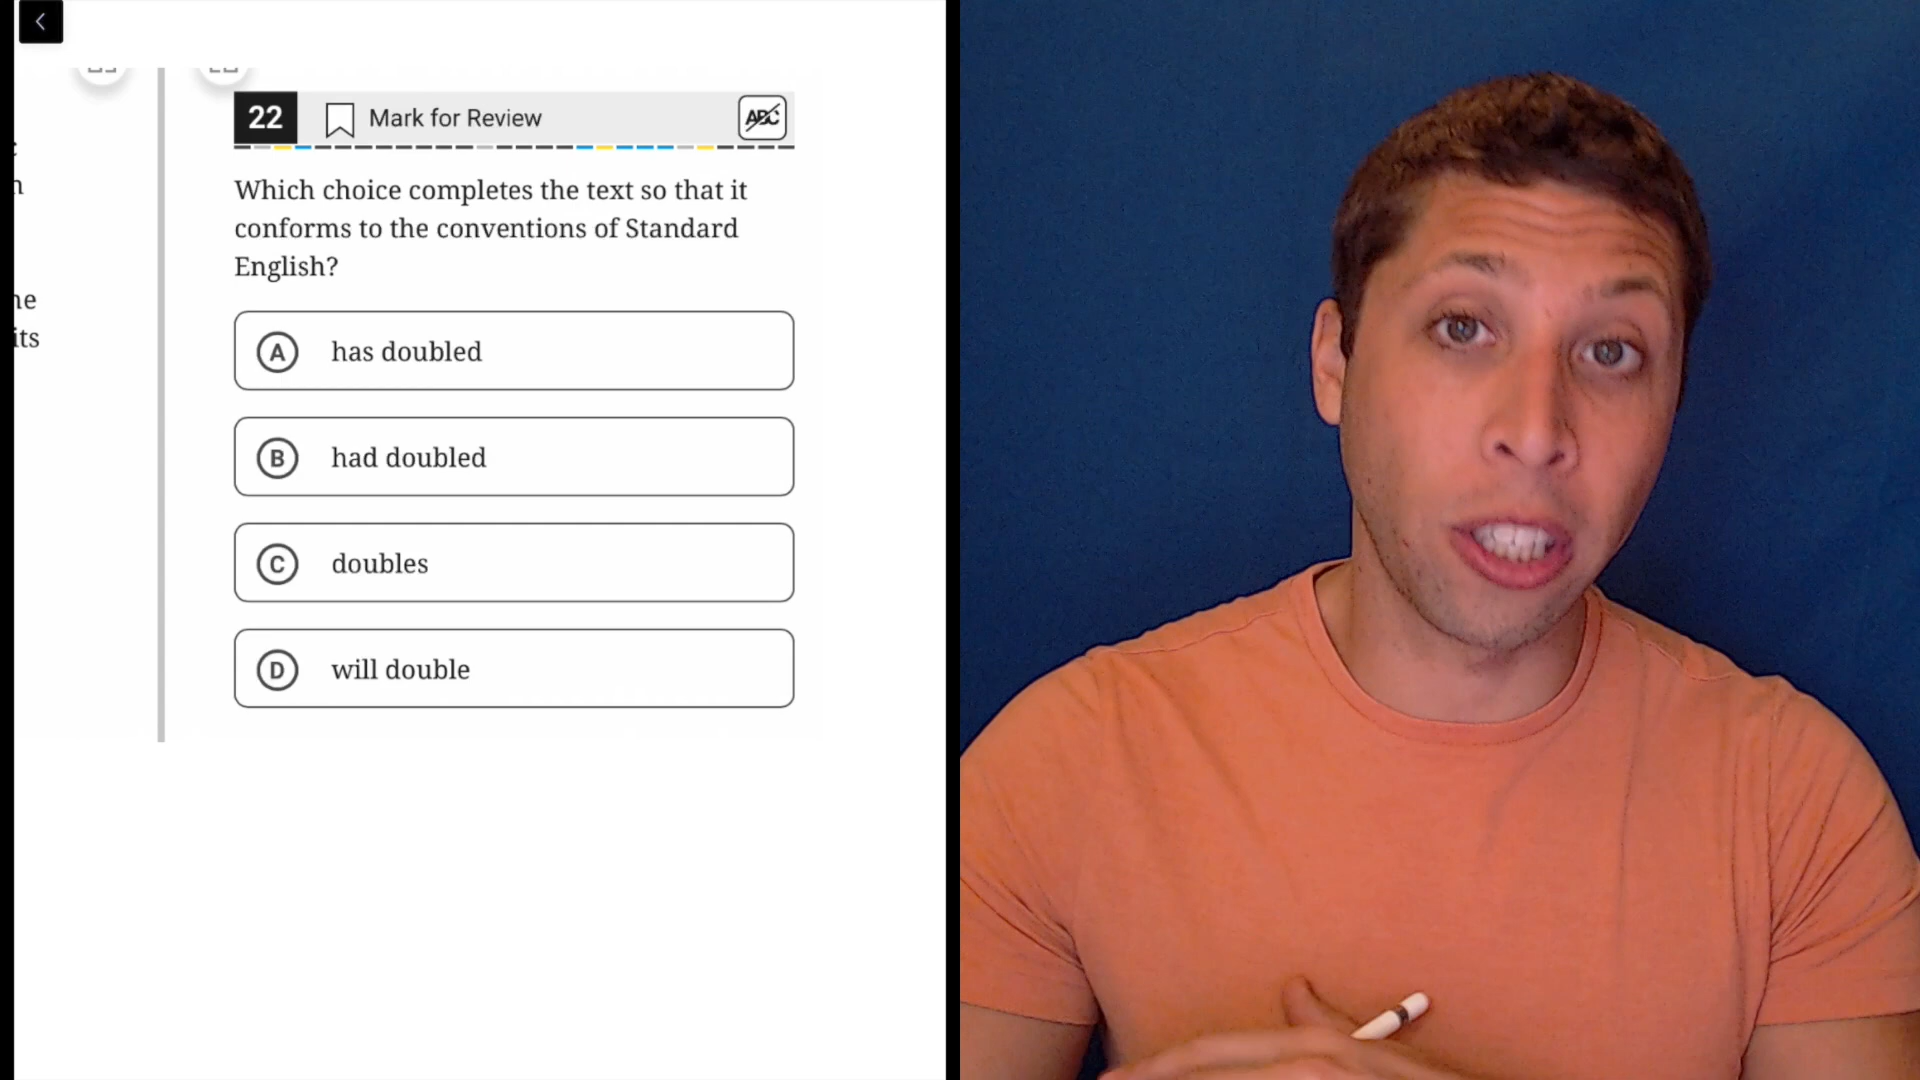 22 Mark for Review ABC
Which choice completes the text so that it
conforms to the conventions of Standard
English?
A has doubled
B had doubled
C doubles
D will double
its